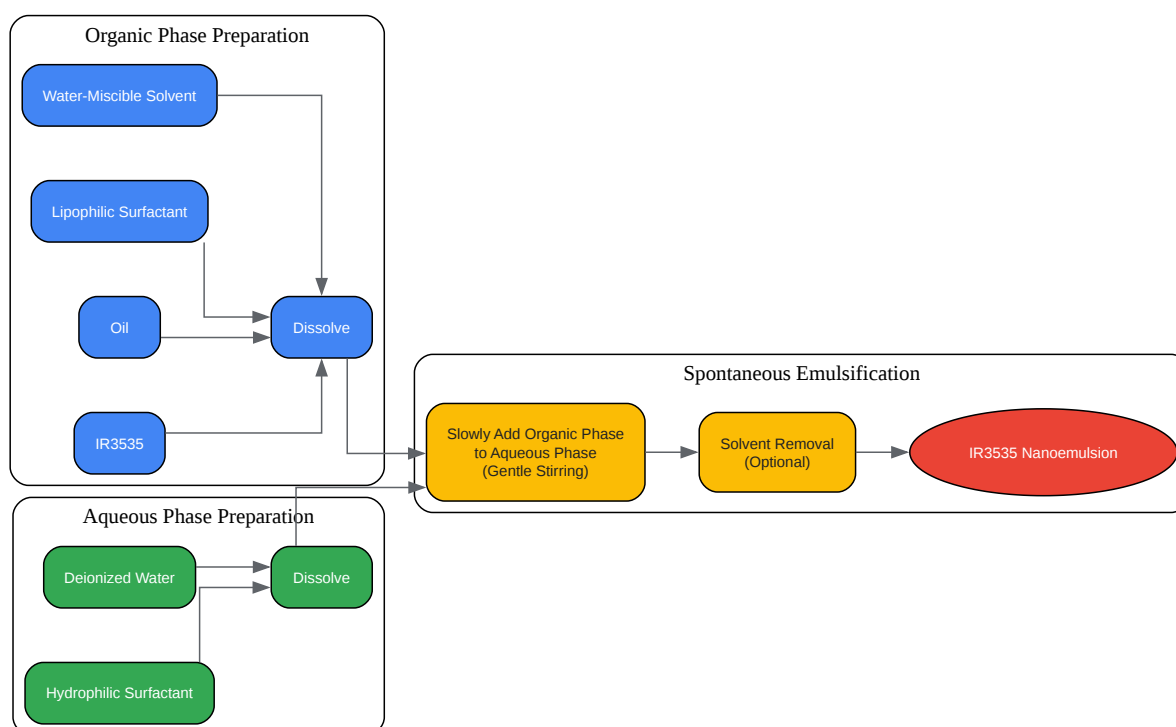 Organic Phase Preparation
Water-Miscible Solvent
Lipophilic Surfactant
Oil
Dissolve
IR3535
Spontaneous Emulsification
Slowly Add Organic Phase
to Aqueous Phase
(Gentle Stirring)
Solvent Removal
(Optional)
IR3535 Nanoemulsion
Aqueous Phase Preparation
Deionized Water
Dissolve
Hydrophilic Surfactant